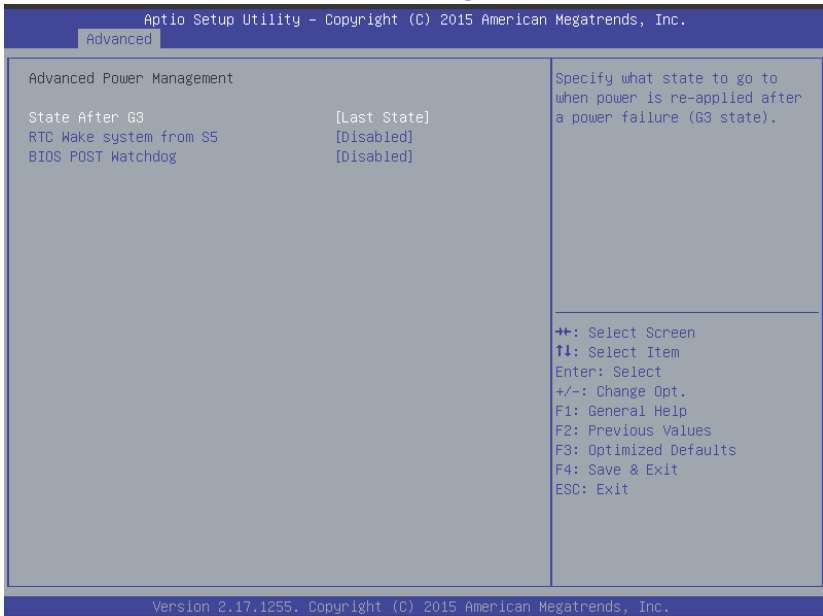 Aptio Setup Utility – Copyright (C) 2015 American Megatrends, Inc.
Advanced
Advanced Power Management
State After G3 [Last State]
RTC Wake system from S5 [Disabled]
BIOS POST Watchdog [Disabled]
Specify what state to go to
when power is re-applied after
a power failure (G3 state).
→←: Select Screen
↑↓: Select Item
Enter: Select
+/-: Change Opt.
F1: General Help
F2: Previous Values
F3: Optimized Defaults
F4: Save & Exit
ESC: Exit
Version 2.17.1255. Copyright (C) 2015 American Megatrends, Inc.